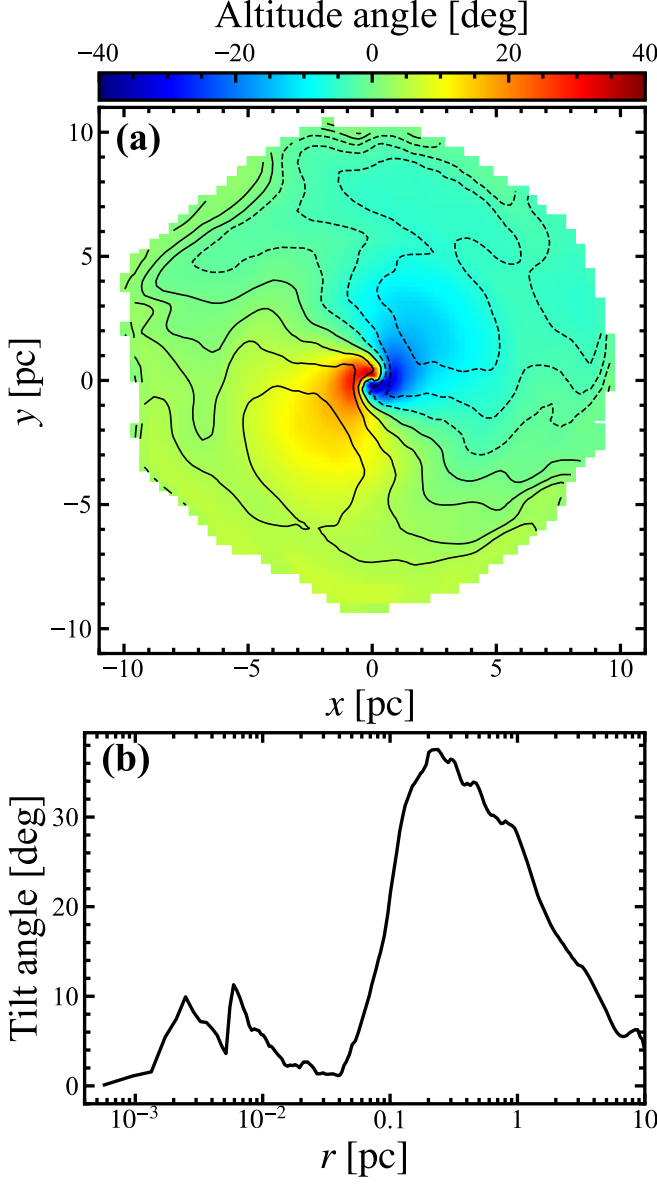 Altitude angle [deg]
−40 −20 0 20 40
(a)
10
5
0
−5
−10
y [pc]
−10 −5 0 5 10
x [pc]
(b)
30
20
10
0
Tilt angle [deg]
10⁻³ 10⁻² 0.1 1 10
r [pc]